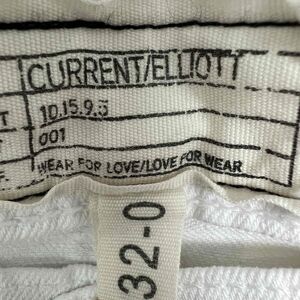 CURRENT/ELLIOTT
T 10.15.9.5
001
F. WEAR FOR LOVE/LOVE FOR WEAR
32-0